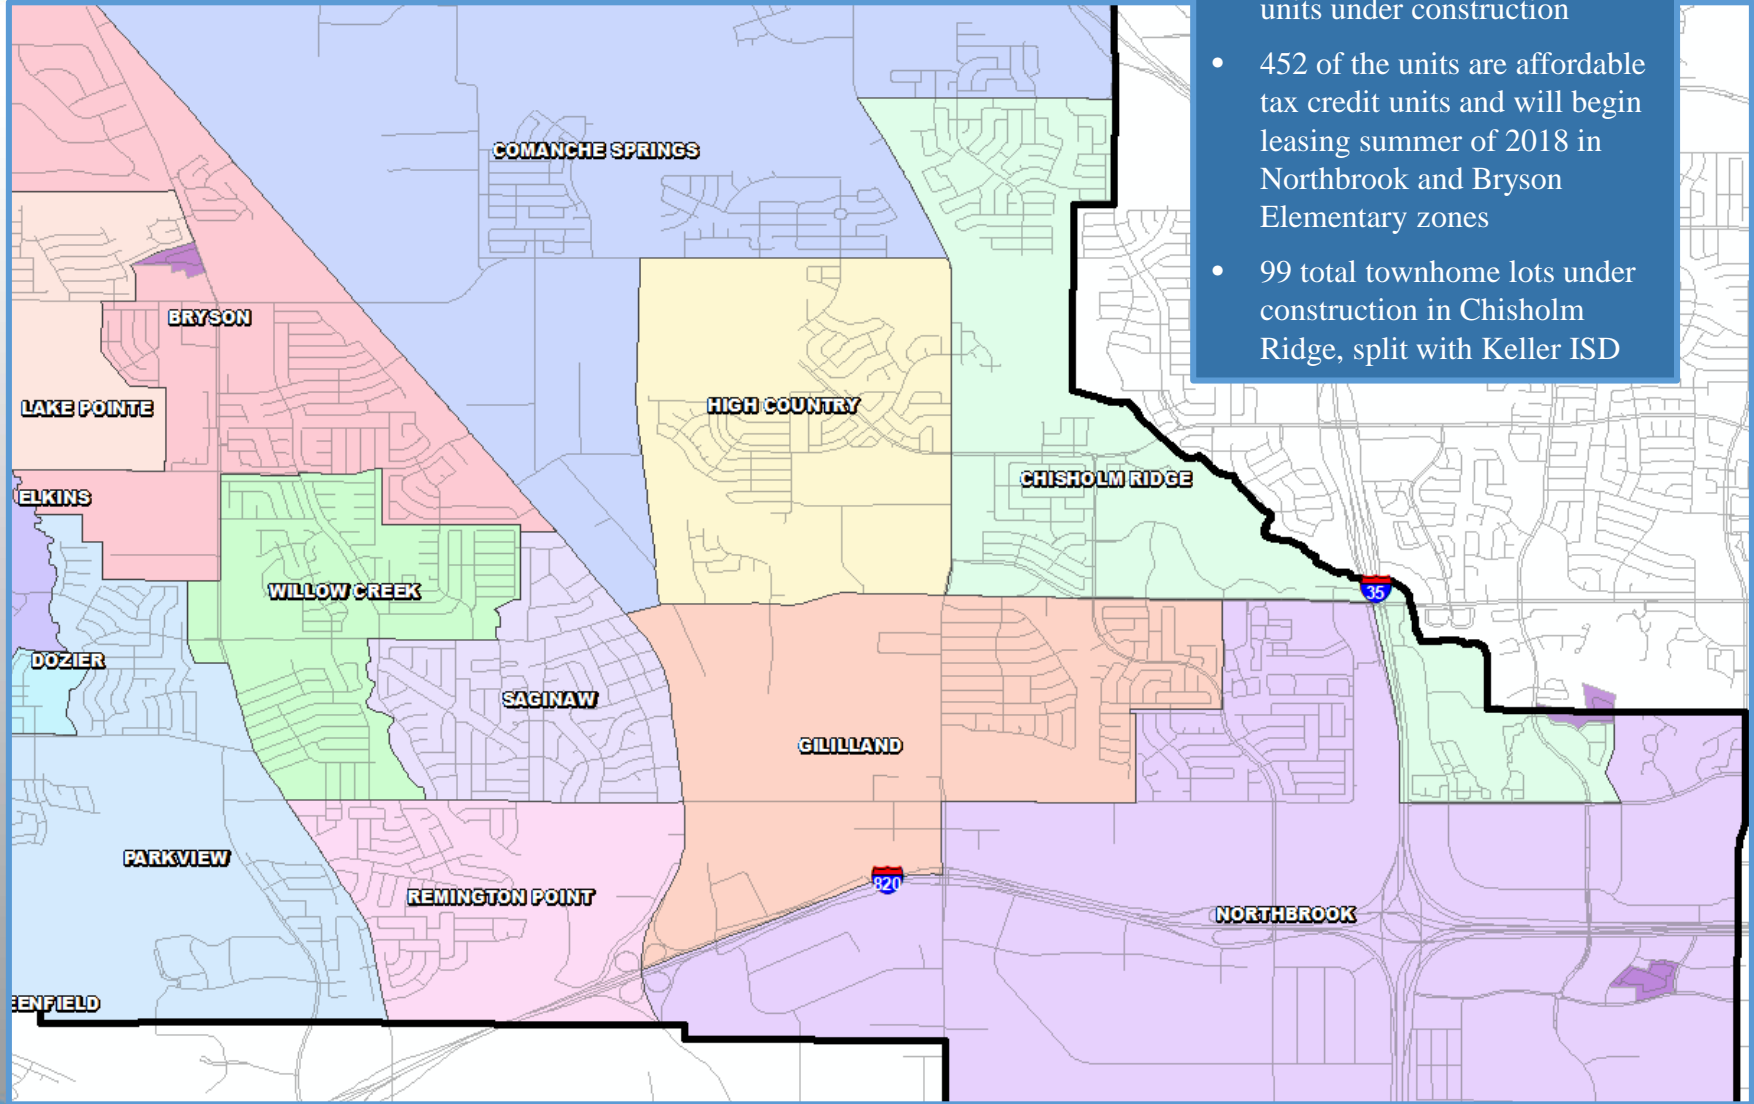 units under construction
• 452 of the units are affordable
tax credit units and will begin
leasing summer of 2018 in
Northbrook and Bryson
Elementary zones
• 99 total townhome lots under
construction in Chisholm
Ridge, split with Keller ISD
COMANCHE SPRINGS
BRYSON
LAKE POINTE
HIGH COUNTRY
CHISHOLM RIDGE
ELKINS
WILLOW CREEK
35
DOZIER
SAGINAW
GILILLAND
PARKVIEW
820
REMINGTON POINT
NORTHBROOK
EENFIELD